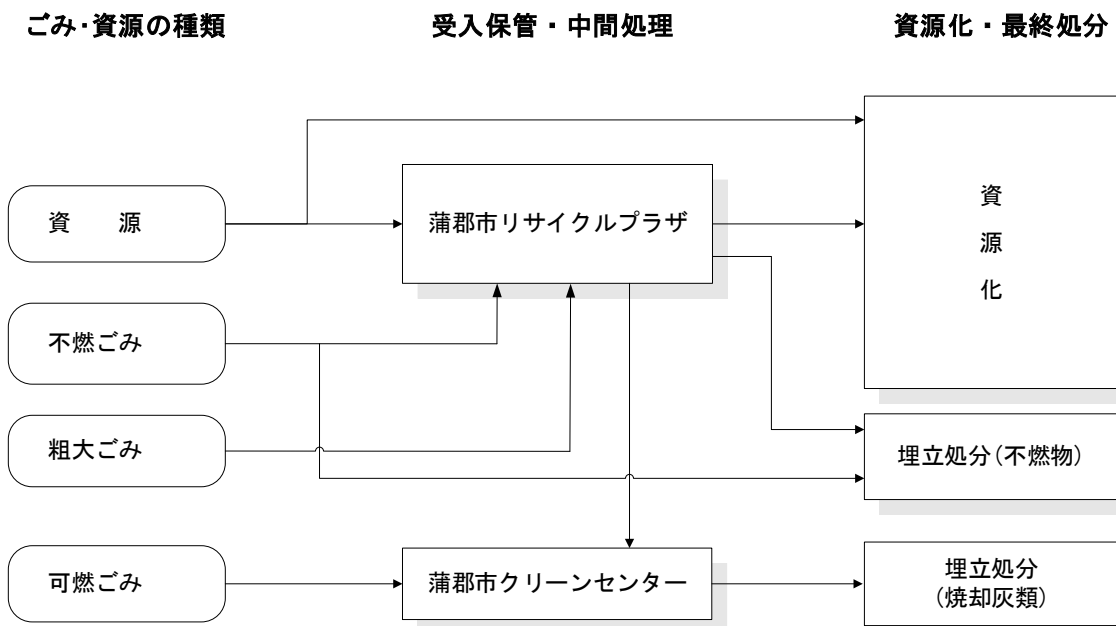 ごみ・資源の種類
受入保管・中間処理
資源化・最終処分
資　源
蒲郡市リサイクルプラザ
資
源
化
不燃ごみ
粗大ごみ
埋立処分(不燃物)
可燃ごみ
蒲郡市クリーンセンター
埋立処分
(焼却灰類)